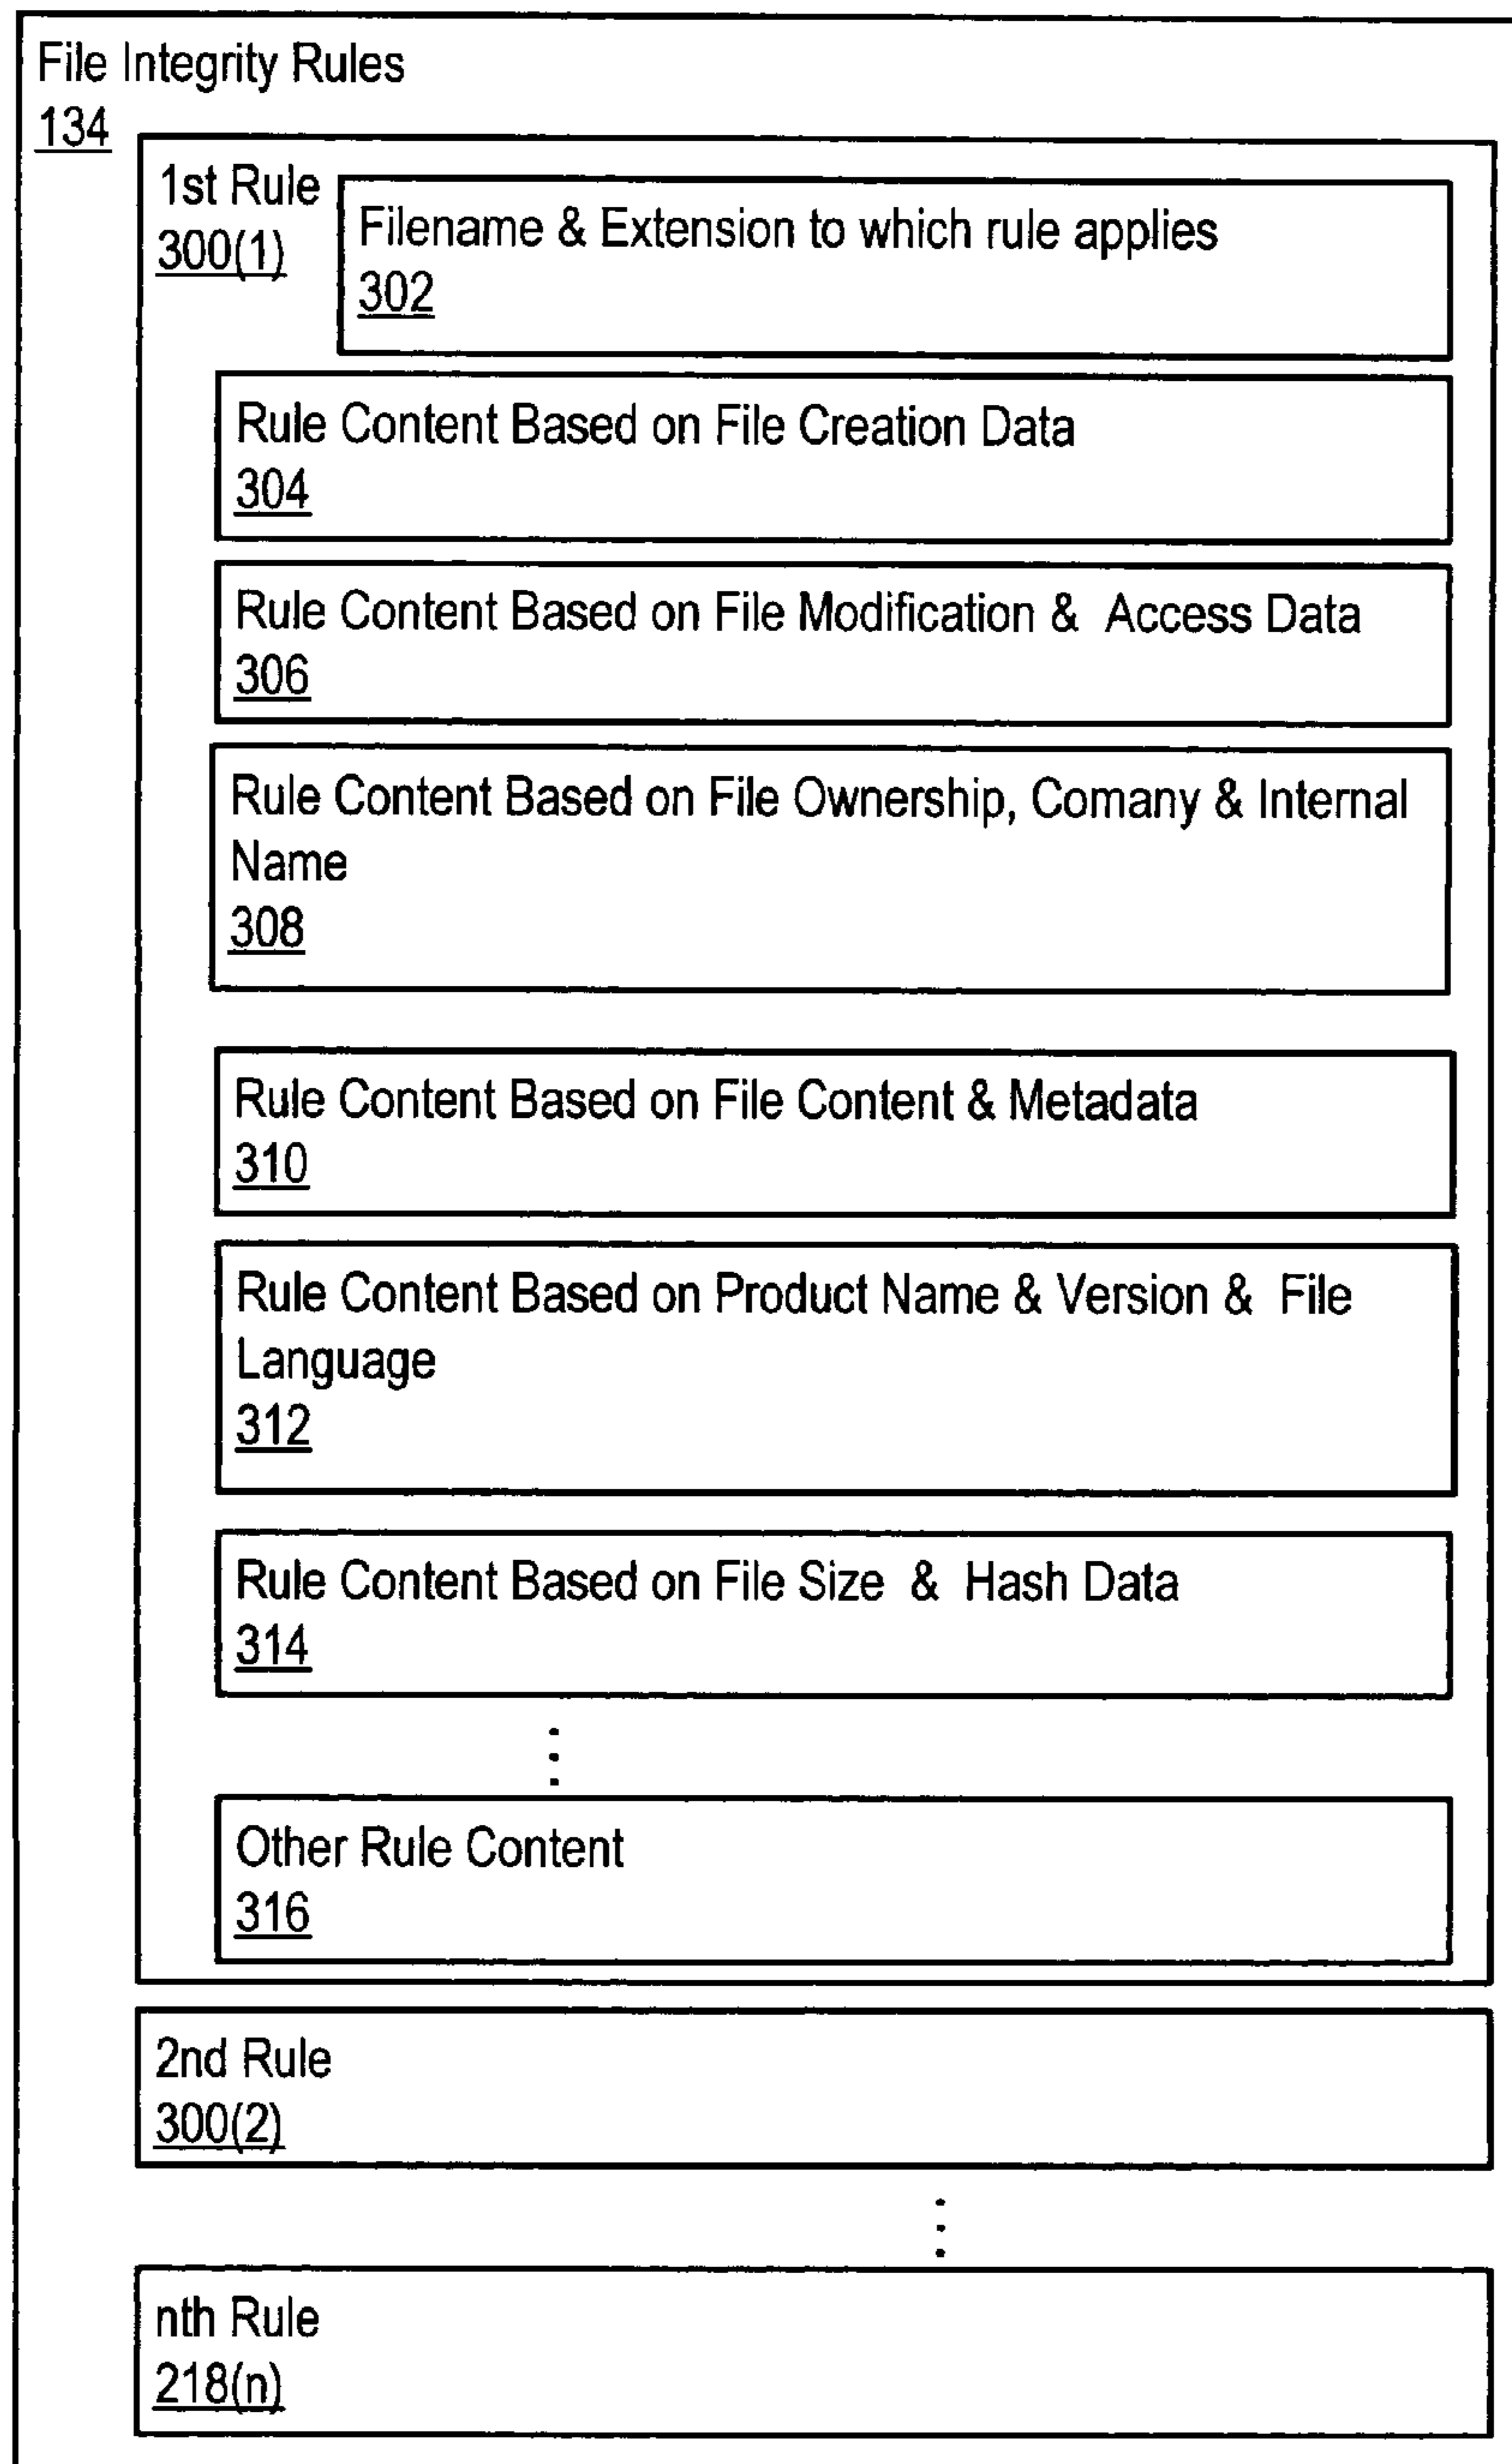 File Integrity Rules
134
1st Rule
300(1)
Filename & Extension to which rule applies
302
Rule Content Based on File Creation Data
304
Rule Content Based on File Modification & Access Data
306
Rule Content Based on File Ownership, Comany & Internal
Name
308
Rule Content Based on File Content & Metadata
310
Rule Content Based on Product Name & Version & File
Language
312
Rule Content Based on File Size & Hash Data
314
Other Rule Content
316
2nd Rule
300(2)
nth Rule
218(n)